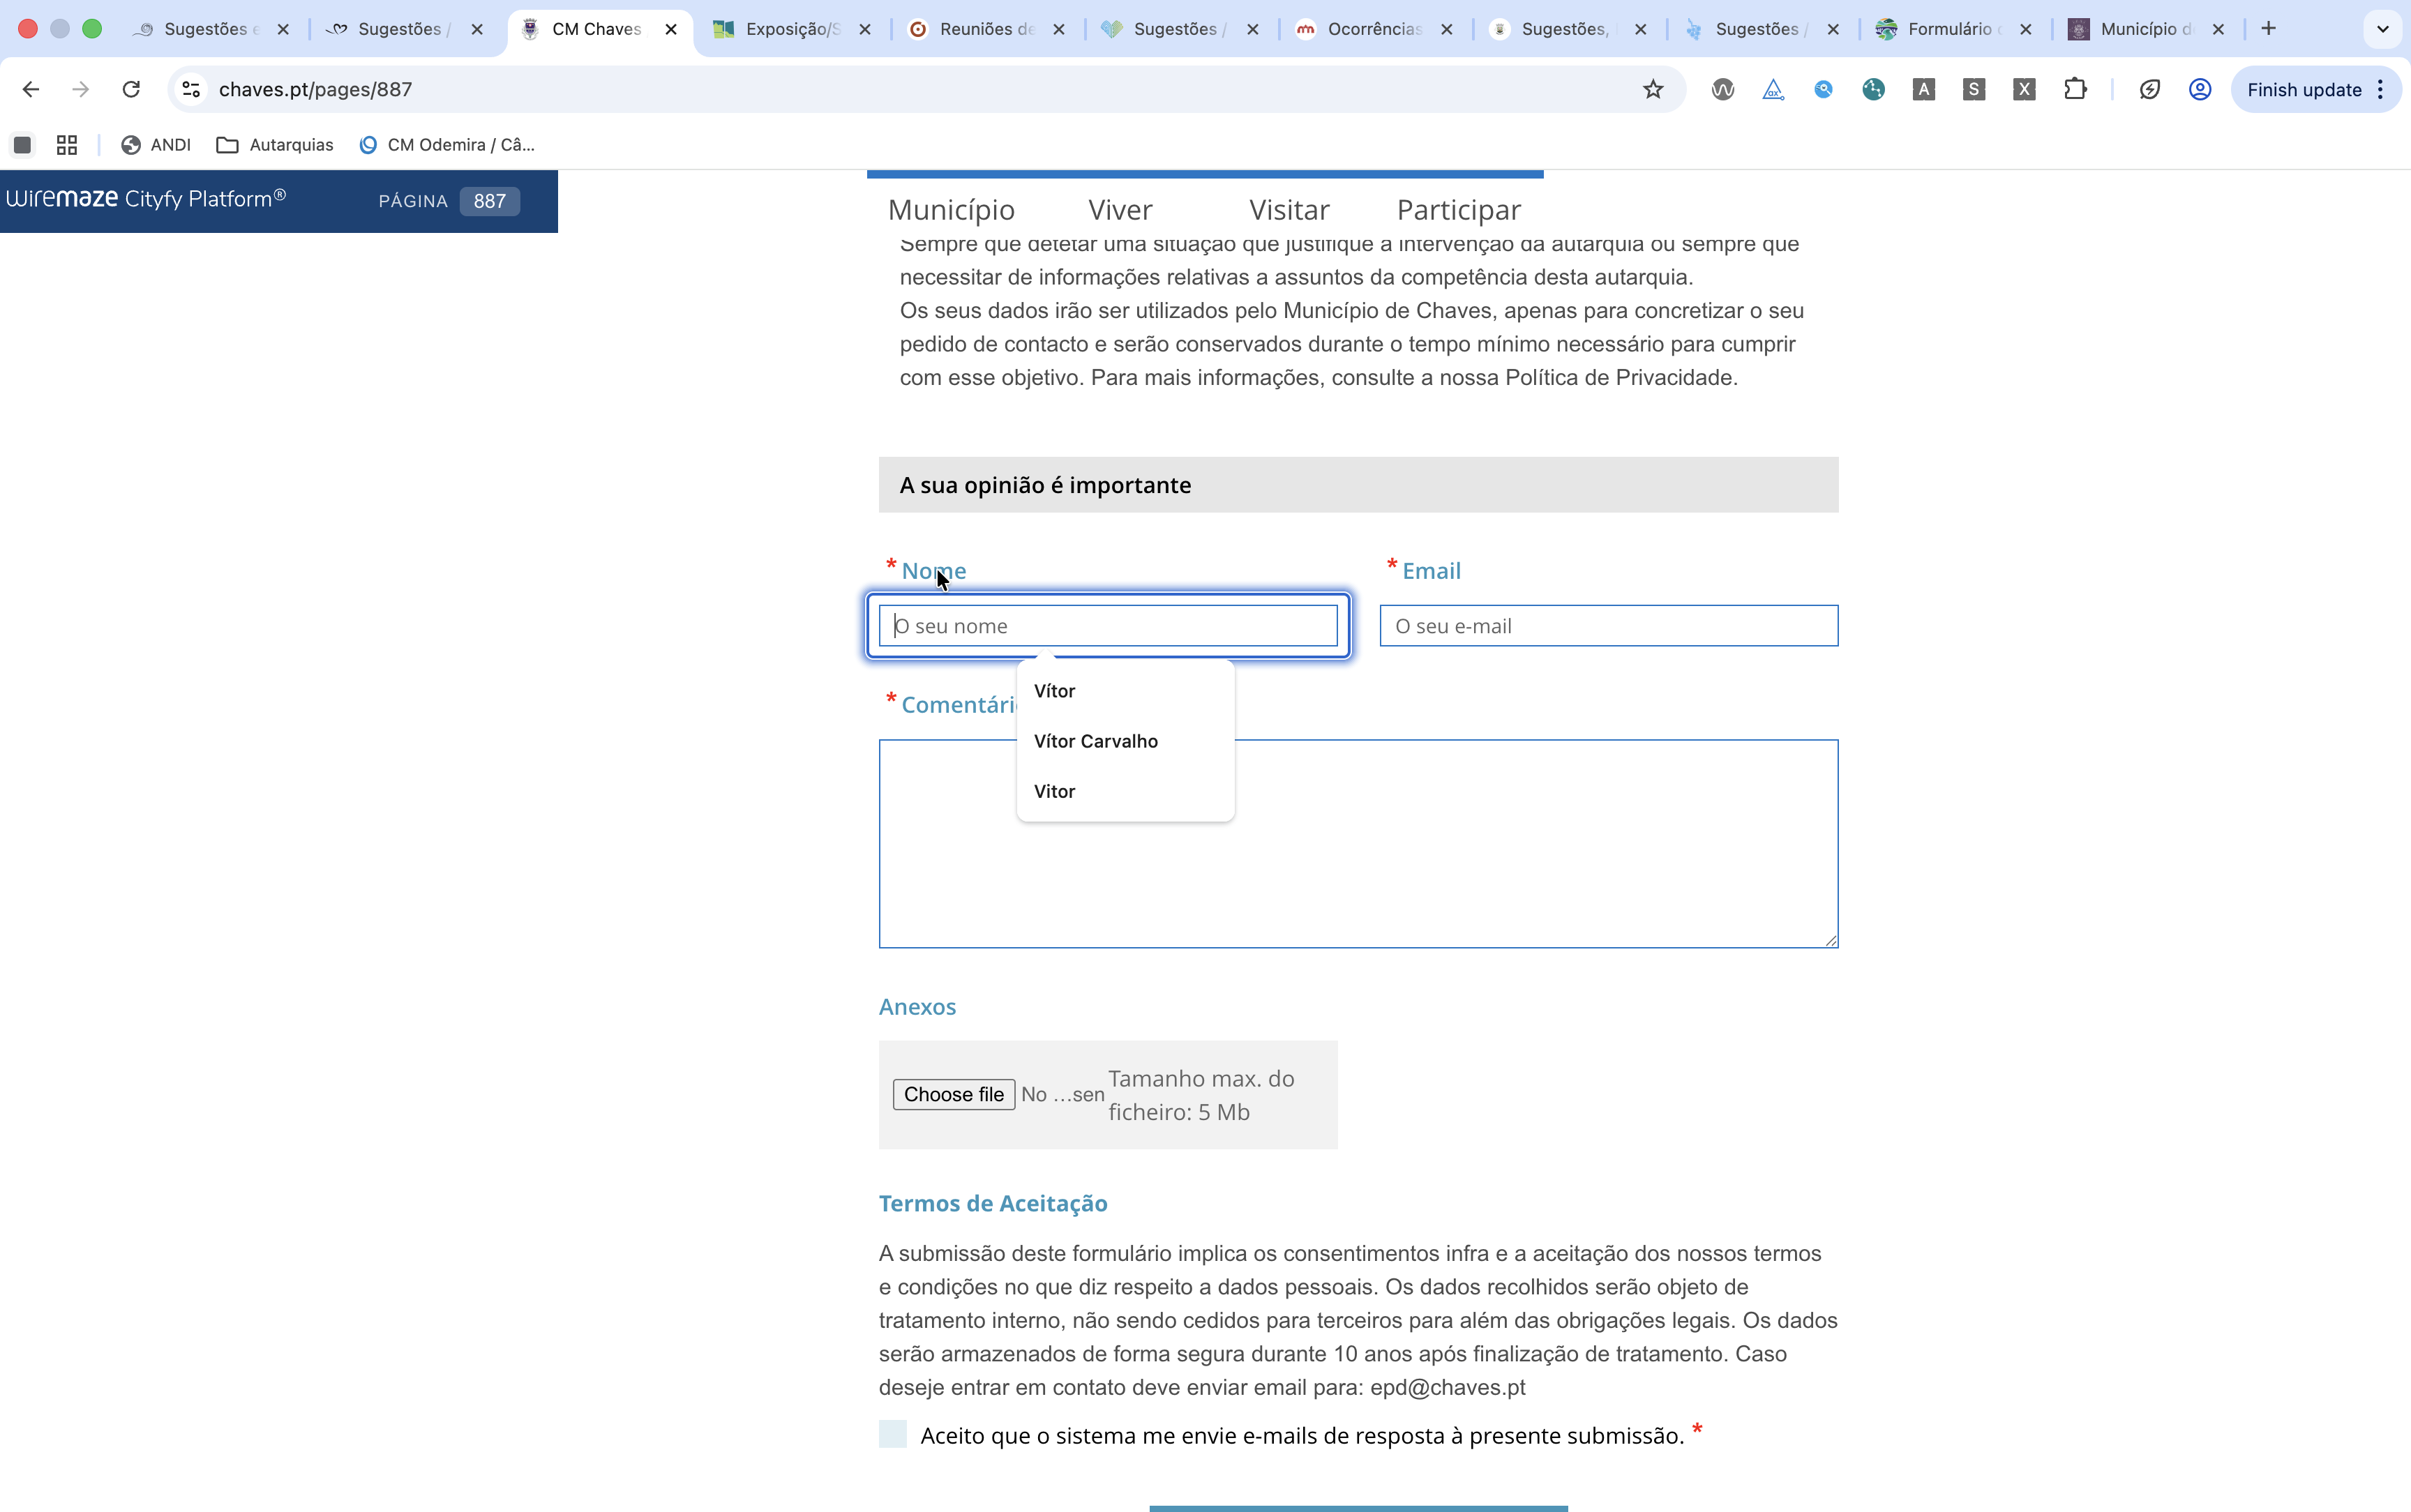 Sugestões e
Sugestões /
CM Chaves
Exposição/S
Reuniões de
Sugestões /
Ocorrências
Sugestões,
Sugestões /
Formulário
Município d
chaves.pt/pages/887
Finish update
ANDI
Autarquias
CM Odemira / Câ...
wiremaze Cityfy Platform®
PÁGINA 887
Município Viver Visitar Participar
Sempre que detetar uma situação que justifique a intervenção da autarquia ou sempre que
necessitar de informações relativas a assuntos da competência desta autarquia.
Os seus dados irão ser utilizados pelo Município de Chaves, apenas para concretizar o seu
pedido de contacto e serão conservados durante o tempo mínimo necessário para cumprir
com esse objetivo. Para mais informações, consulte a nossa Política de Privacidade.
A sua opinião é importante
* Nome
* Email
O seu nome
O seu e-mail
Vítor
Vítor Carvalho
Vitor
* Comentári
Anexos
Choose file No ...sen
Tamanho max. do
ficheiro: 5 Mb
Termos de Aceitação
A submissão deste formulário implica os consentimentos infra e a aceitação dos nossos termos
e condições no que diz respeito a dados pessoais. Os dados recolhidos serão objeto de
tratamento interno, não sendo cedidos para terceiros para além das obrigações legais. Os dados
serão armazenados de forma segura durante 10 anos após finalização de tratamento. Caso
deseje entrar em contato deve enviar email para: epd@chaves.pt
Aceito que o sistema me envie e-mails de resposta à presente submissão. *